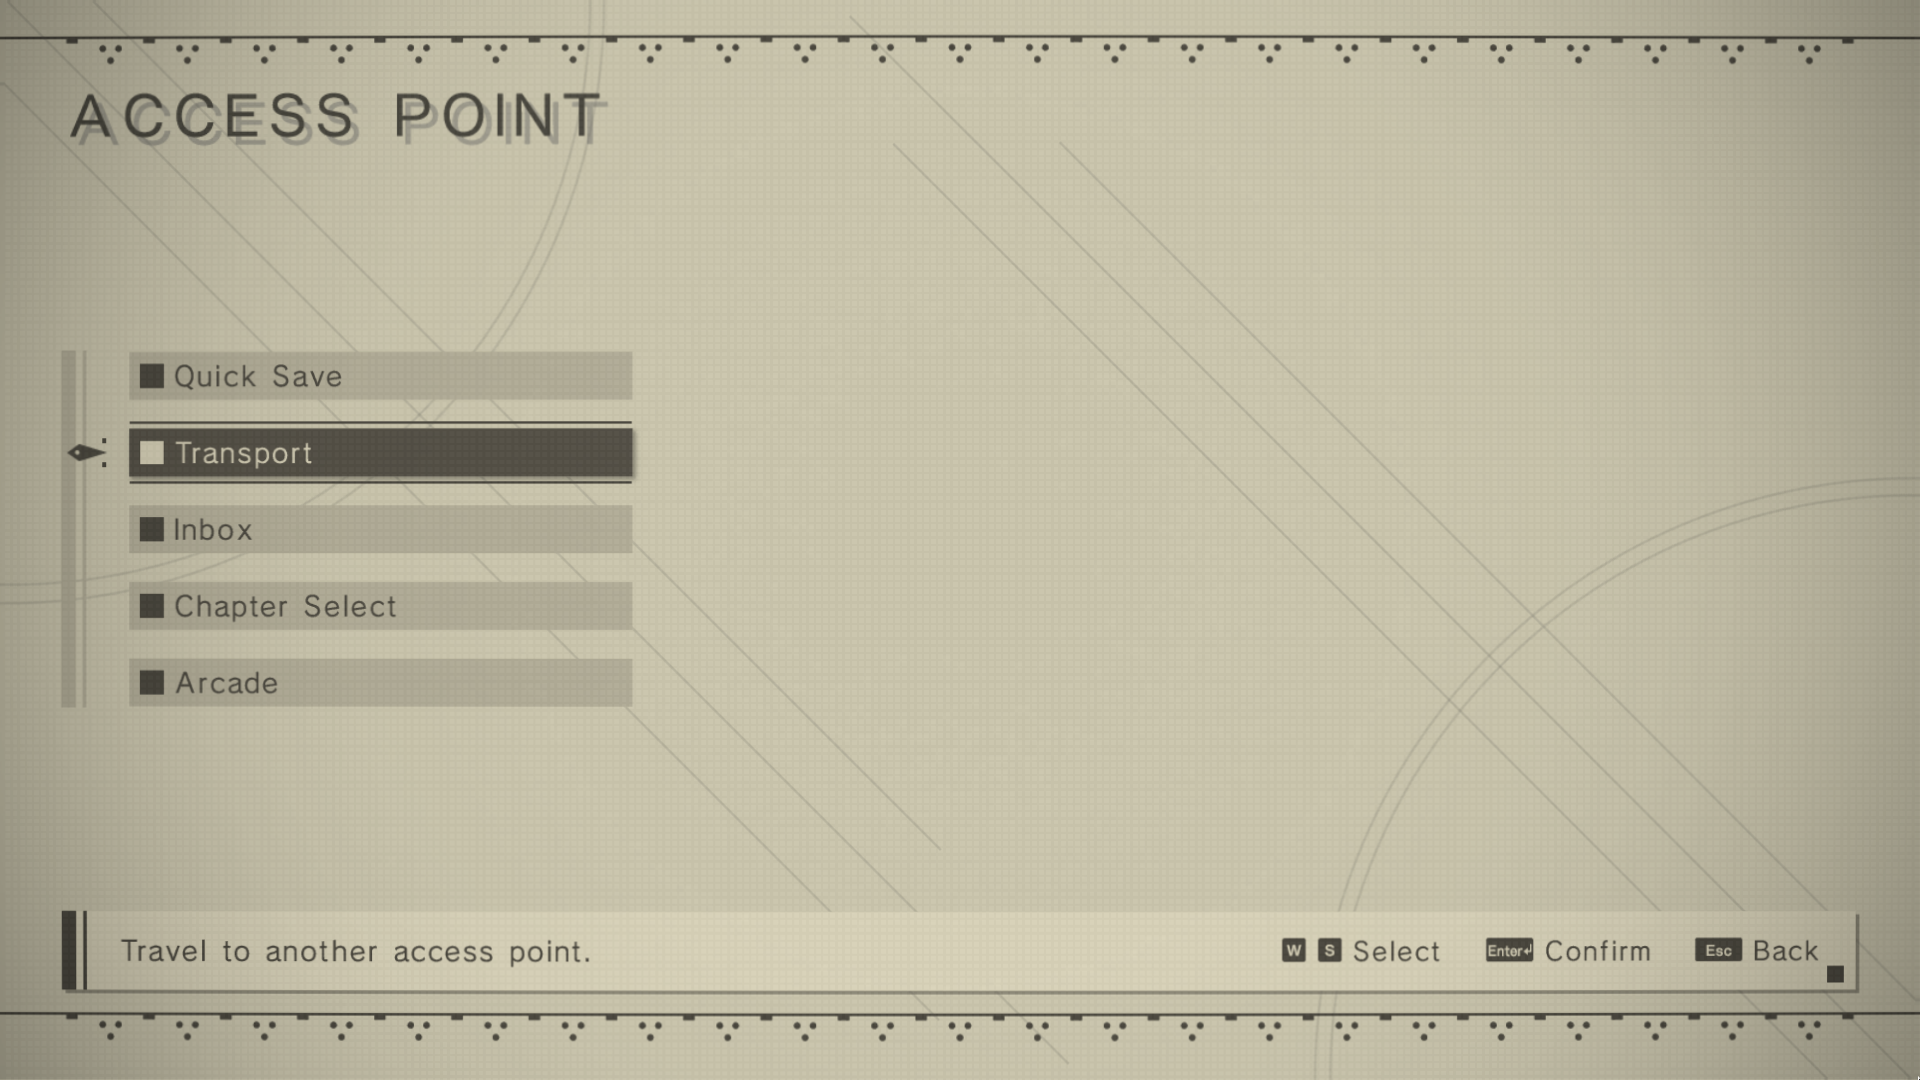 ACCESS POINT
Quick Save
Transport
Inbox
Chapter Select
Arcade
Travel to another access point.
W S Select Enter↵ Confirm Esc Back